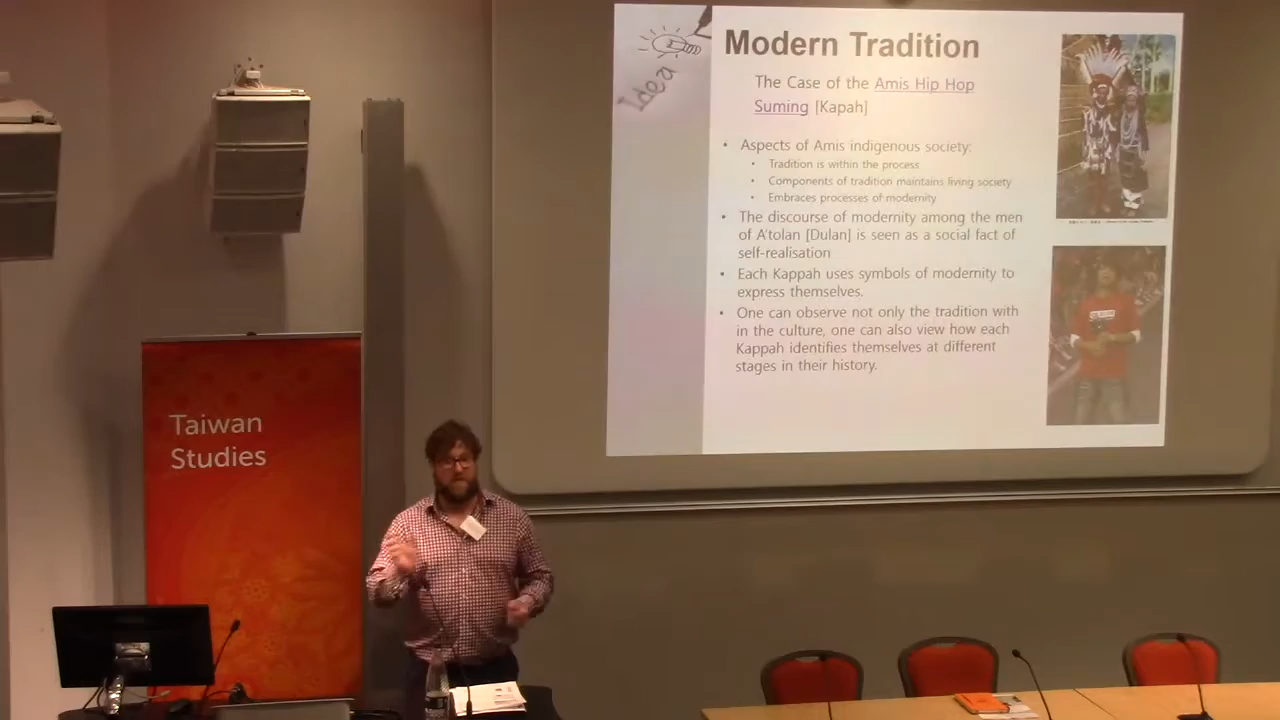 Idea
Modern Tradition
The Case of the Amis Hip Hop
Suming [Kapah]
• Aspects of Amis indigenous society:
• Tradition is within the process
• Components of tradition maintains living society
• Embraces processes of modernity
• The discourse of modernity among the men
of A'tolan [Dulan] is seen as a social fact of
self-realisation
• Each Kappah uses symbols of modernity to
express themselves.
• One can observe not only the tradition with
in the culture, one can also view how each
Kappah identifies themselves at different
stages in their history.
Taiwan
Studies